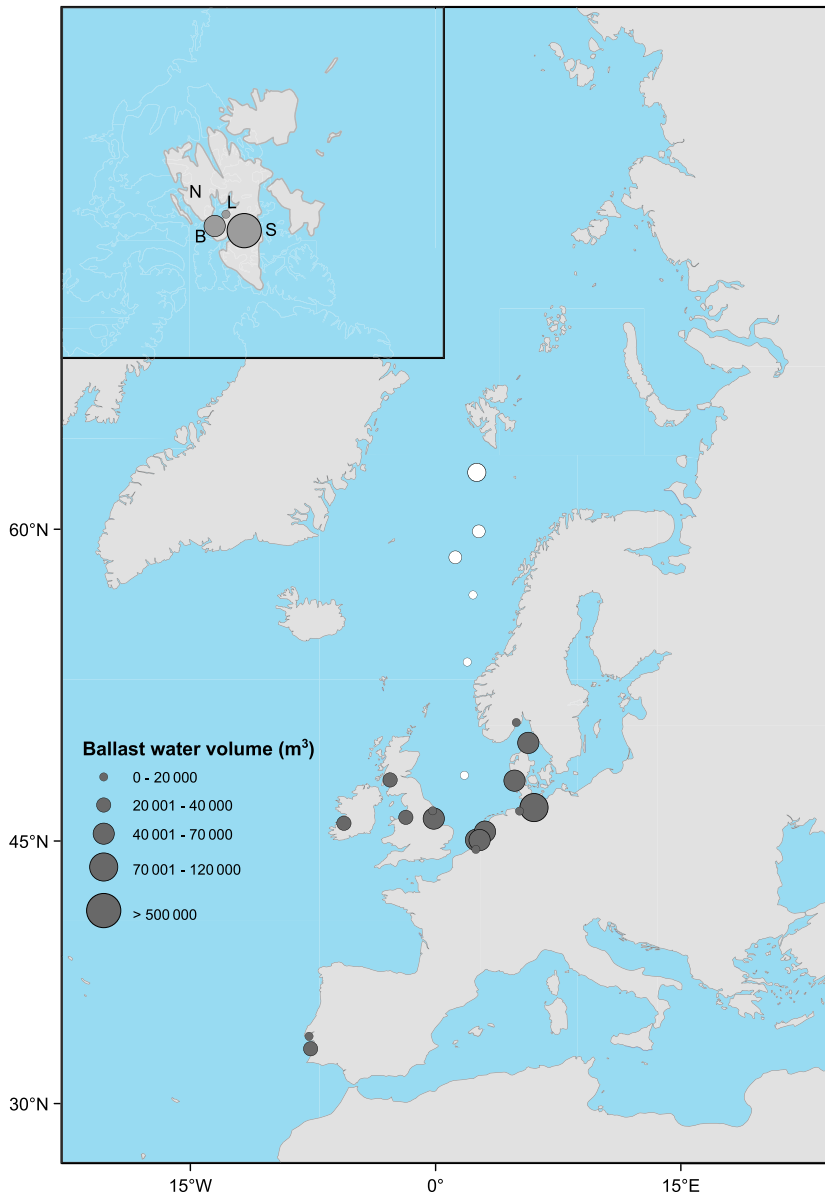 N
L
B
S
60°N
Ballast water volume (m³)
0 - 20 000
20 001 - 40 000
45°N
40 001 - 70 000
70 001 - 120 000
> 500 000
30°N
15°W
0°
15°E